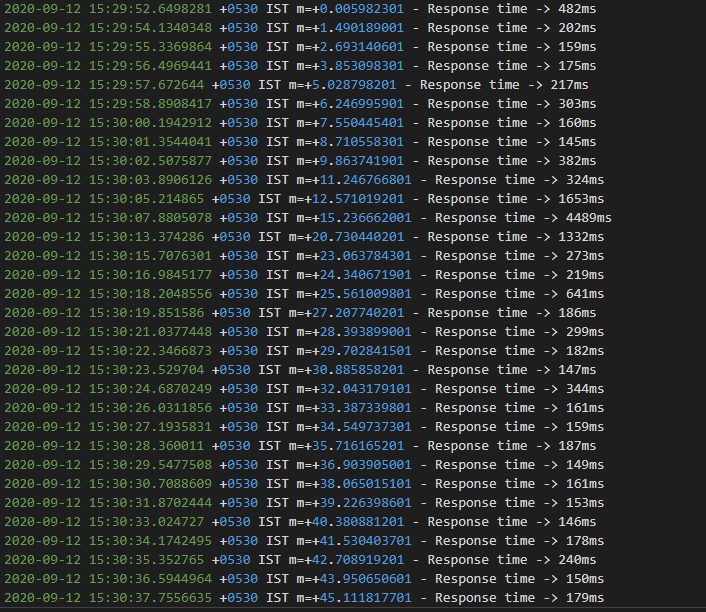 2020-09-12 15:29:52.6498281 +0530 IST m=+0.005982301 - Response time -> 482ms
2020-09-12 15:29:54.1340348 +0530 IST m=+1.490189001 - Response time -> 202ms
2020-09-12 15:29:55.3369864 +0530 IST m=+2.693140601 - Response time -> 159ms
2020-09-12 15:29:56.4969441 +0530 IST m=+3.853098301 - Response time -> 175ms
2020-09-12 15:29:57.672644 +0530 IST m=+5.028798201 - Response time -> 217ms
2020-09-12 15:29:58.8908417 +0530 IST m=+6.246995901 - Response time -> 303ms
2020-09-12 15:30:00.1942912 +0530 IST m=+7.550445401 - Response time -> 160ms
2020-09-12 15:30:01.3544041 +0530 IST m=+8.710558301 - Response time -> 145ms
2020-09-12 15:30:02.5075877 +0530 IST m=+9.863741901 - Response time -> 382ms
2020-09-12 15:30:03.8906126 +0530 IST m=+11.246766801 - Response time -> 324ms
2020-09-12 15:30:05.214865 +0530 IST m=+12.571019201 - Response time -> 1653ms
2020-09-12 15:30:07.8805078 +0530 IST m=+15.236662001 - Response time -> 4489ms
2020-09-12 15:30:13.374286 +0530 IST m=+20.730440201 - Response time -> 1332ms
2020-09-12 15:30:15.7076301 +0530 IST m=+23.063784301 - Response time -> 273ms
2020-09-12 15:30:16.9845177 +0530 IST m=+24.340671901 - Response time -> 219ms
2020-09-12 15:30:18.2048556 +0530 IST m=+25.561009801 - Response time -> 641ms
2020-09-12 15:30:19.851586 +0530 IST m=+27.207740201 - Response time -> 186ms
2020-09-12 15:30:21.0377448 +0530 IST m=+28.393899001 - Response time -> 299ms
2020-09-12 15:30:22.3466873 +0530 IST m=+29.702841501 - Response time -> 182ms
2020-09-12 15:30:23.529704 +0530 IST m=+30.885858201 - Response time -> 147ms
2020-09-12 15:30:24.6870249 +0530 IST m=+32.043179101 - Response time -> 344ms
2020-09-12 15:30:26.0311856 +0530 IST m=+33.387339801 - Response time -> 161ms
2020-09-12 15:30:27.1935831 +0530 IST m=+34.549737301 - Response time -> 159ms
2020-09-12 15:30:28.360011 +0530 IST m=+35.716165201 - Response time -> 187ms
2020-09-12 15:30:29.5477508 +0530 IST m=+36.903905001 - Response time -> 149ms
2020-09-12 15:30:30.7088609 +0530 IST m=+38.065015101 - Response time -> 161ms
2020-09-12 15:30:31.8702444 +0530 IST m=+39.226398601 - Response time -> 153ms
2020-09-12 15:30:33.024727 +0530 IST m=+40.380881201 - Response time -> 146ms
2020-09-12 15:30:34.1742495 +0530 IST m=+41.530403701 - Response time -> 178ms
2020-09-12 15:30:35.352765 +0530 IST m=+42.708919201 - Response time -> 240ms
2020-09-12 15:30:36.5944964 +0530 IST m=+43.950650601 - Response time -> 150ms
2020-09-12 15:30:37.7556635 +0530 IST m=+45.111817701 - Response time -> 179ms